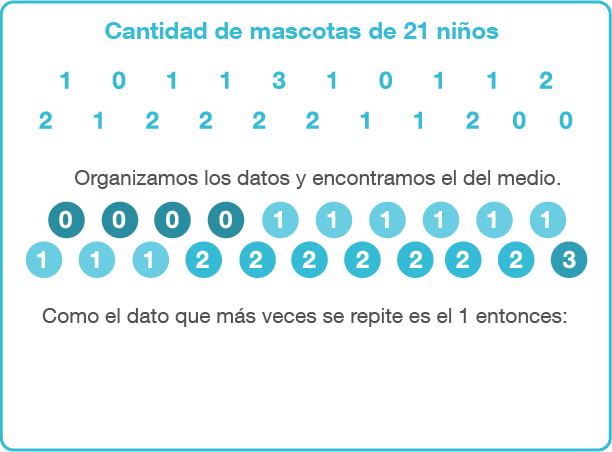 Cantidad de mascotas de 21 niños
1 0 1 1 3 1 0 1 1 2
2 1 2 2 2 2 1 1 2 0 0
Organizamos los datos y encontramos el del medio.
0 0 0 0 1 1 1 1 1 1
1 1 1 2 2 2 2 2 2 2 3
Como el dato que más veces se repite es el 1 entonces: